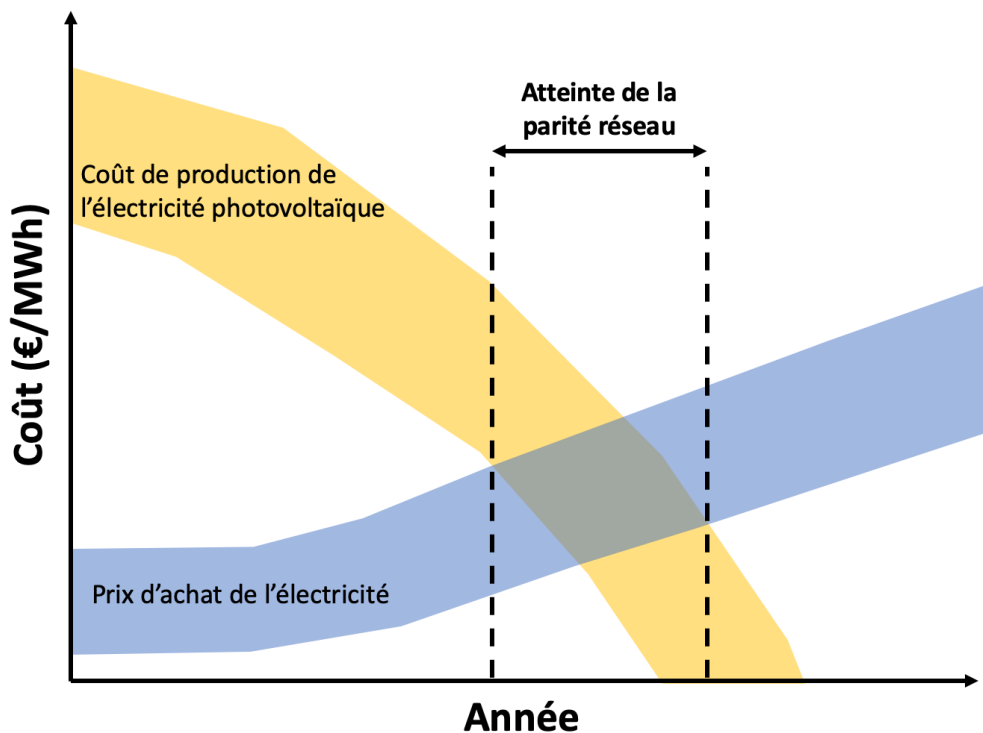 Atteinte de la
parité réseau
Coût de production de
l’électricité photovoltaïque
Coût (€/MWh)
Prix d’achat de l’électricité
Année